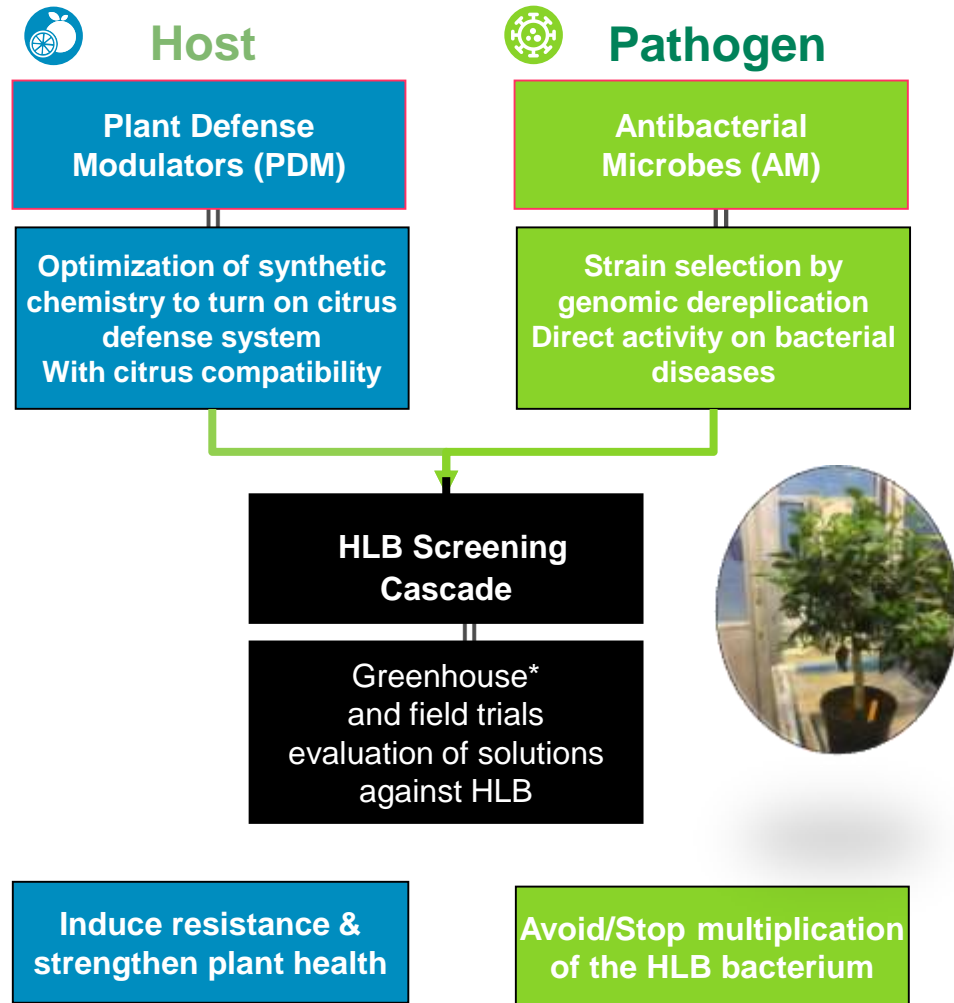 Host
Plant Defense
Modulators (PDM)
Optimization of synthetic
chemistry to turn on citrus
defense system
With citrus compatibility
Pathogen
Antibacterial
Microbes (AM)
Strain selection by
genomic dereplication
Direct activity on bacterial
diseases
HLB Screening
Cascade
Greenhouse*
and field trials
evaluation of solutions
against HLB
Induce resistance &
strengthen plant health
Avoid/Stop multiplication
of the HLB bacterium